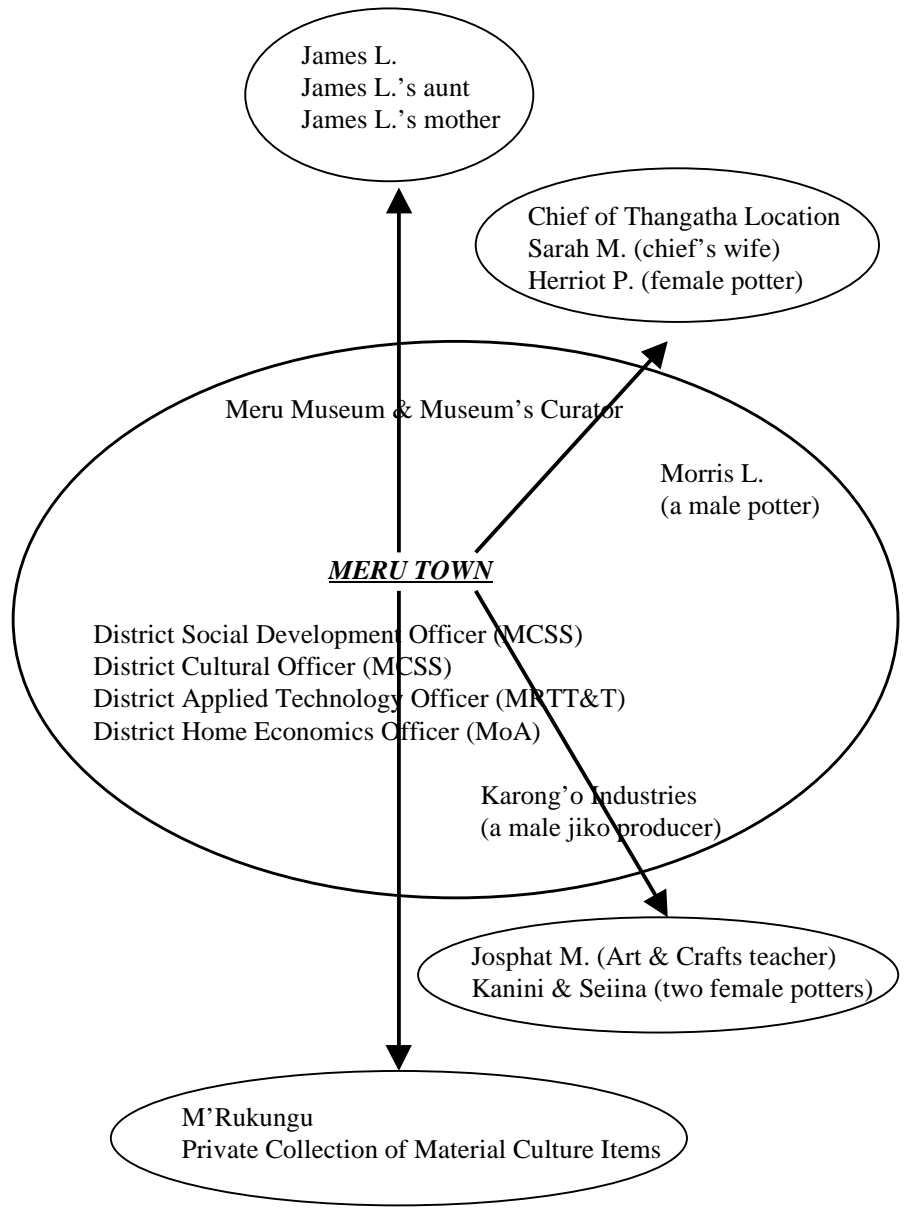 James L.
James L.’s aunt
James L.’s mother
Chief of Thangatha Location
Sarah M. (chief’s wife)
Herriot P. (female potter)
Meru Museum & Museum’s Curator
Morris L.
(a male potter)
MERU TOWN
District Social Development Officer (MCSS)
District Cultural Officer (MCSS)
District Applied Technology Officer (MRTT&T)
District Home Economics Officer (MoA)
Karong’o Industries
(a male jiko producer)
Josphat M. (Art & Crafts teacher)
Kanini & Seiina (two female potters)
M’Rukungu
Private Collection of Material Culture Items